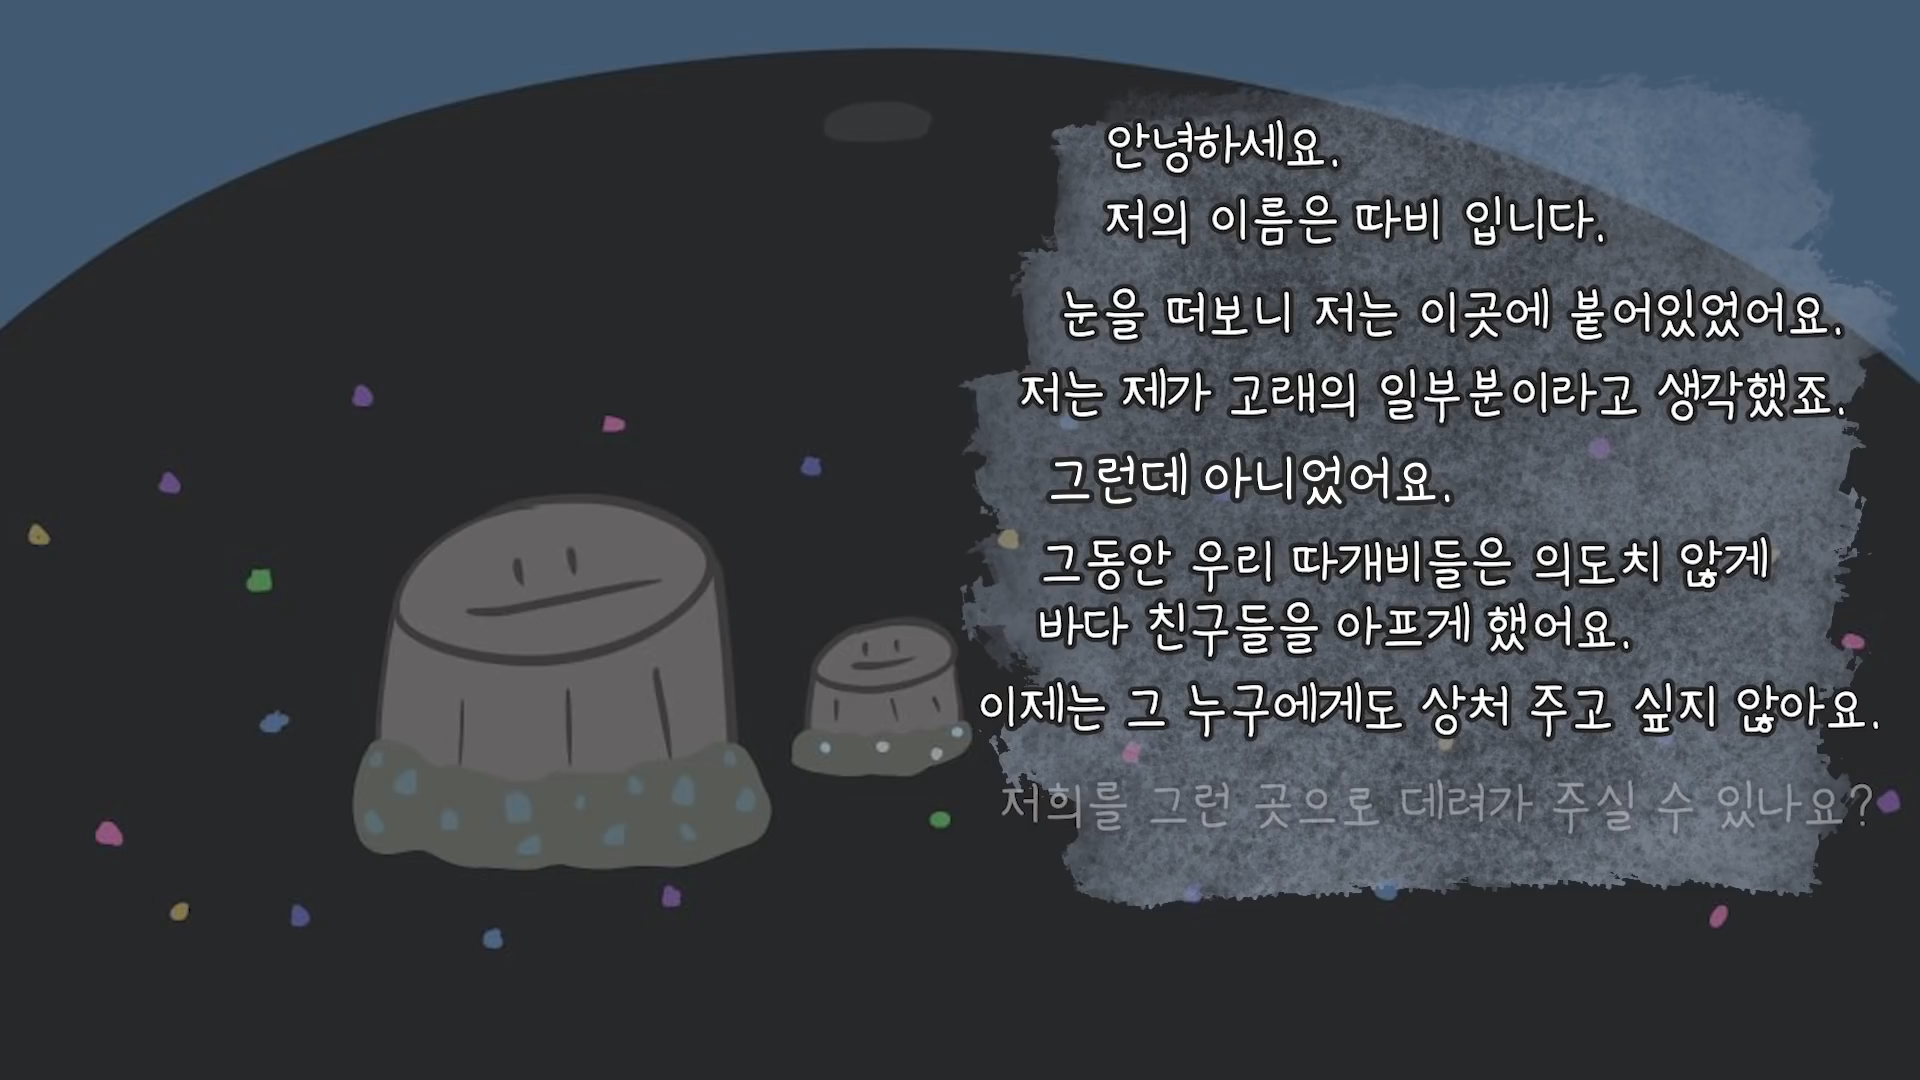 안녕하세요.
저의 이름은 따비 입니다.
눈을 떠보니 저는 이곳에 붙어있었어요.
저는 제가 고래의 일부분이라고 생각했죠.
그런데 아니었어요.
그동안 우리 따개비들은 의도치 않게
바다 친구들을 아프게 했어요.
이제는 그 누구에게도 상처 주고 싶지 않아요.
저희를 그런 곳으로 데려가 주실 수 있나요?